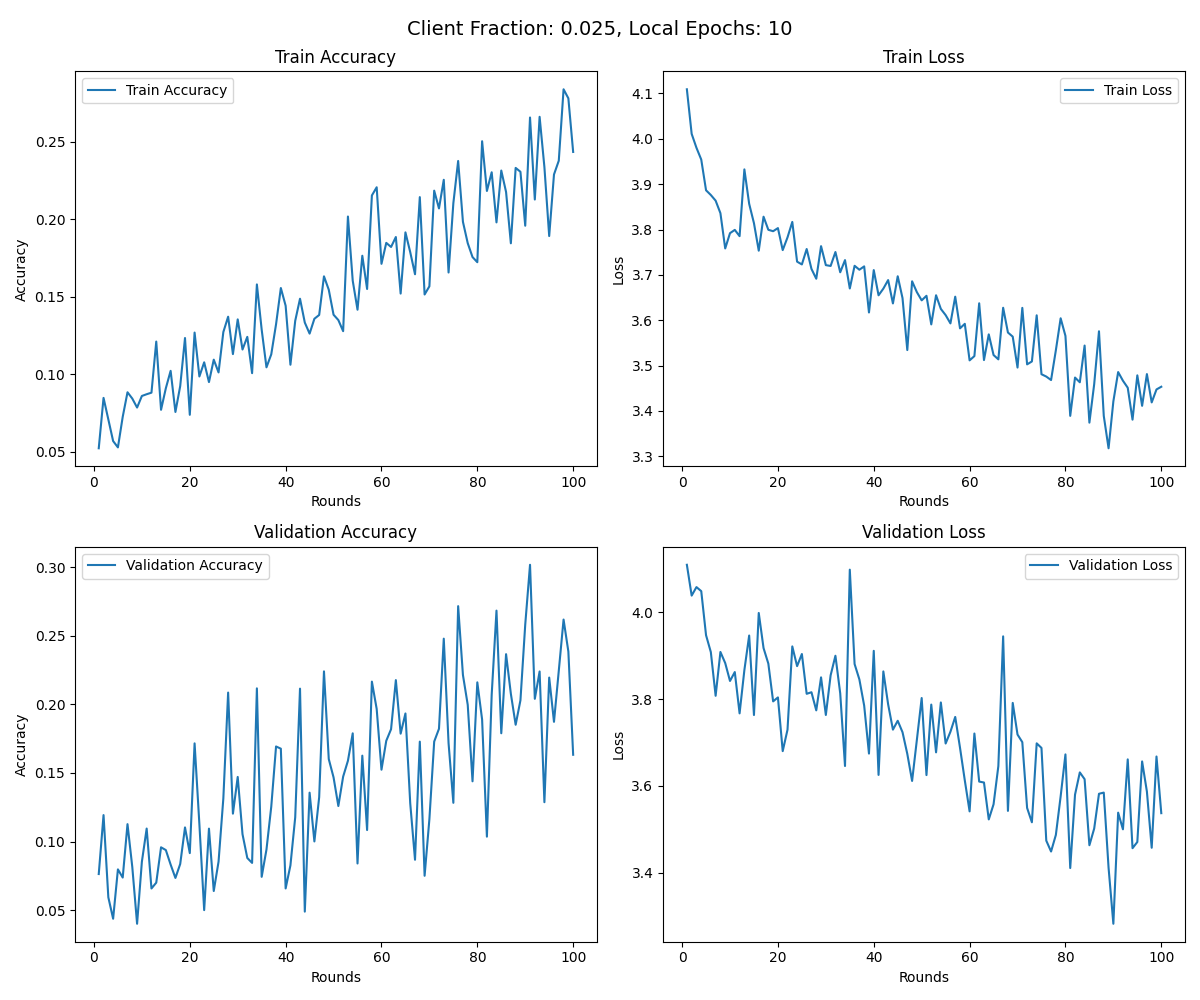 Client Fraction: 0.025, Local Epochs: 10
Train Accuracy
Train Accuracy
0.25
0.20
0.15
0.10
0.05
Accuracy
0 20 40 60 80 100
Rounds
Train Loss
Train Loss
4.1
4.0
3.9
3.8
3.7
3.6
3.5
3.4
3.3
Loss
0 20 40 60 80 100
Rounds
Validation Accuracy
Validation Accuracy
0.30
0.25
0.20
0.15
0.10
0.05
Accuracy
0 20 40 60 80 100
Rounds
Validation Loss
Validation Loss
4.0
3.8
3.6
3.4
Loss
0 20 40 60 80 100
Rounds